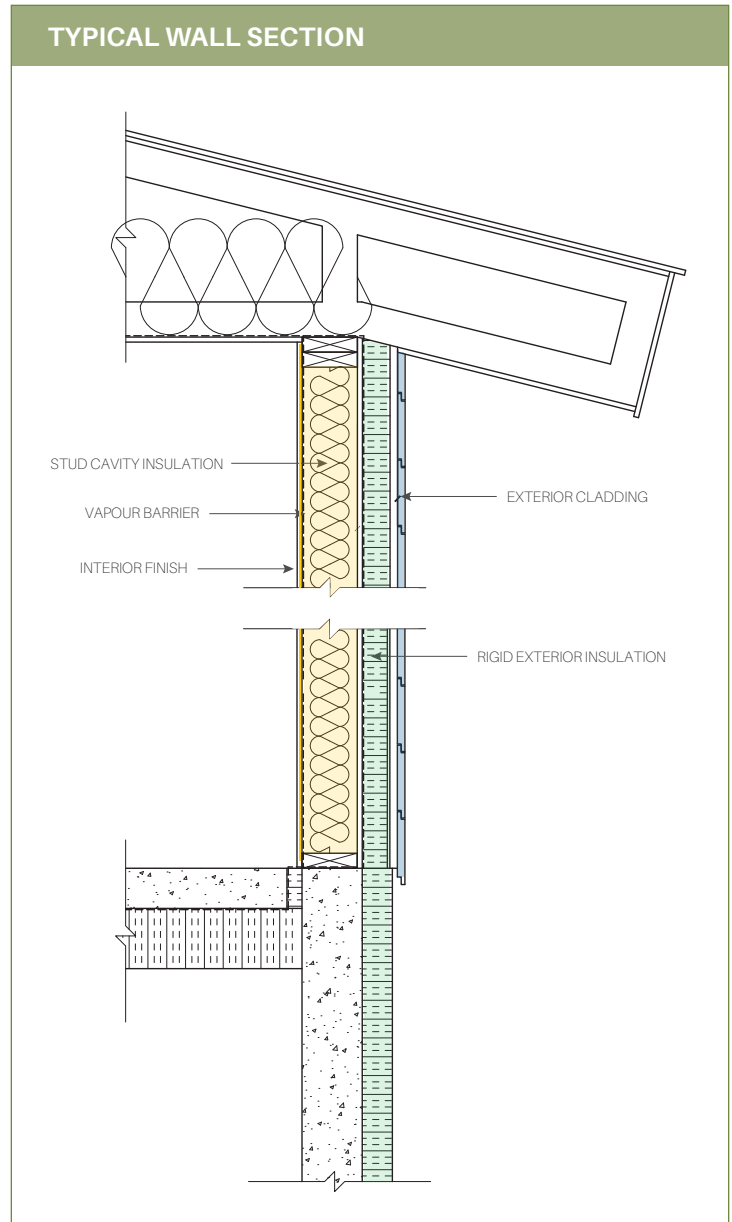 TYPICAL WALL SECTION
STUD CAVITY INSULATION
EXTERIOR CLADDING
VAPOUR BARRIER
INTERIOR FINISH
RIGID EXTERIOR INSULATION